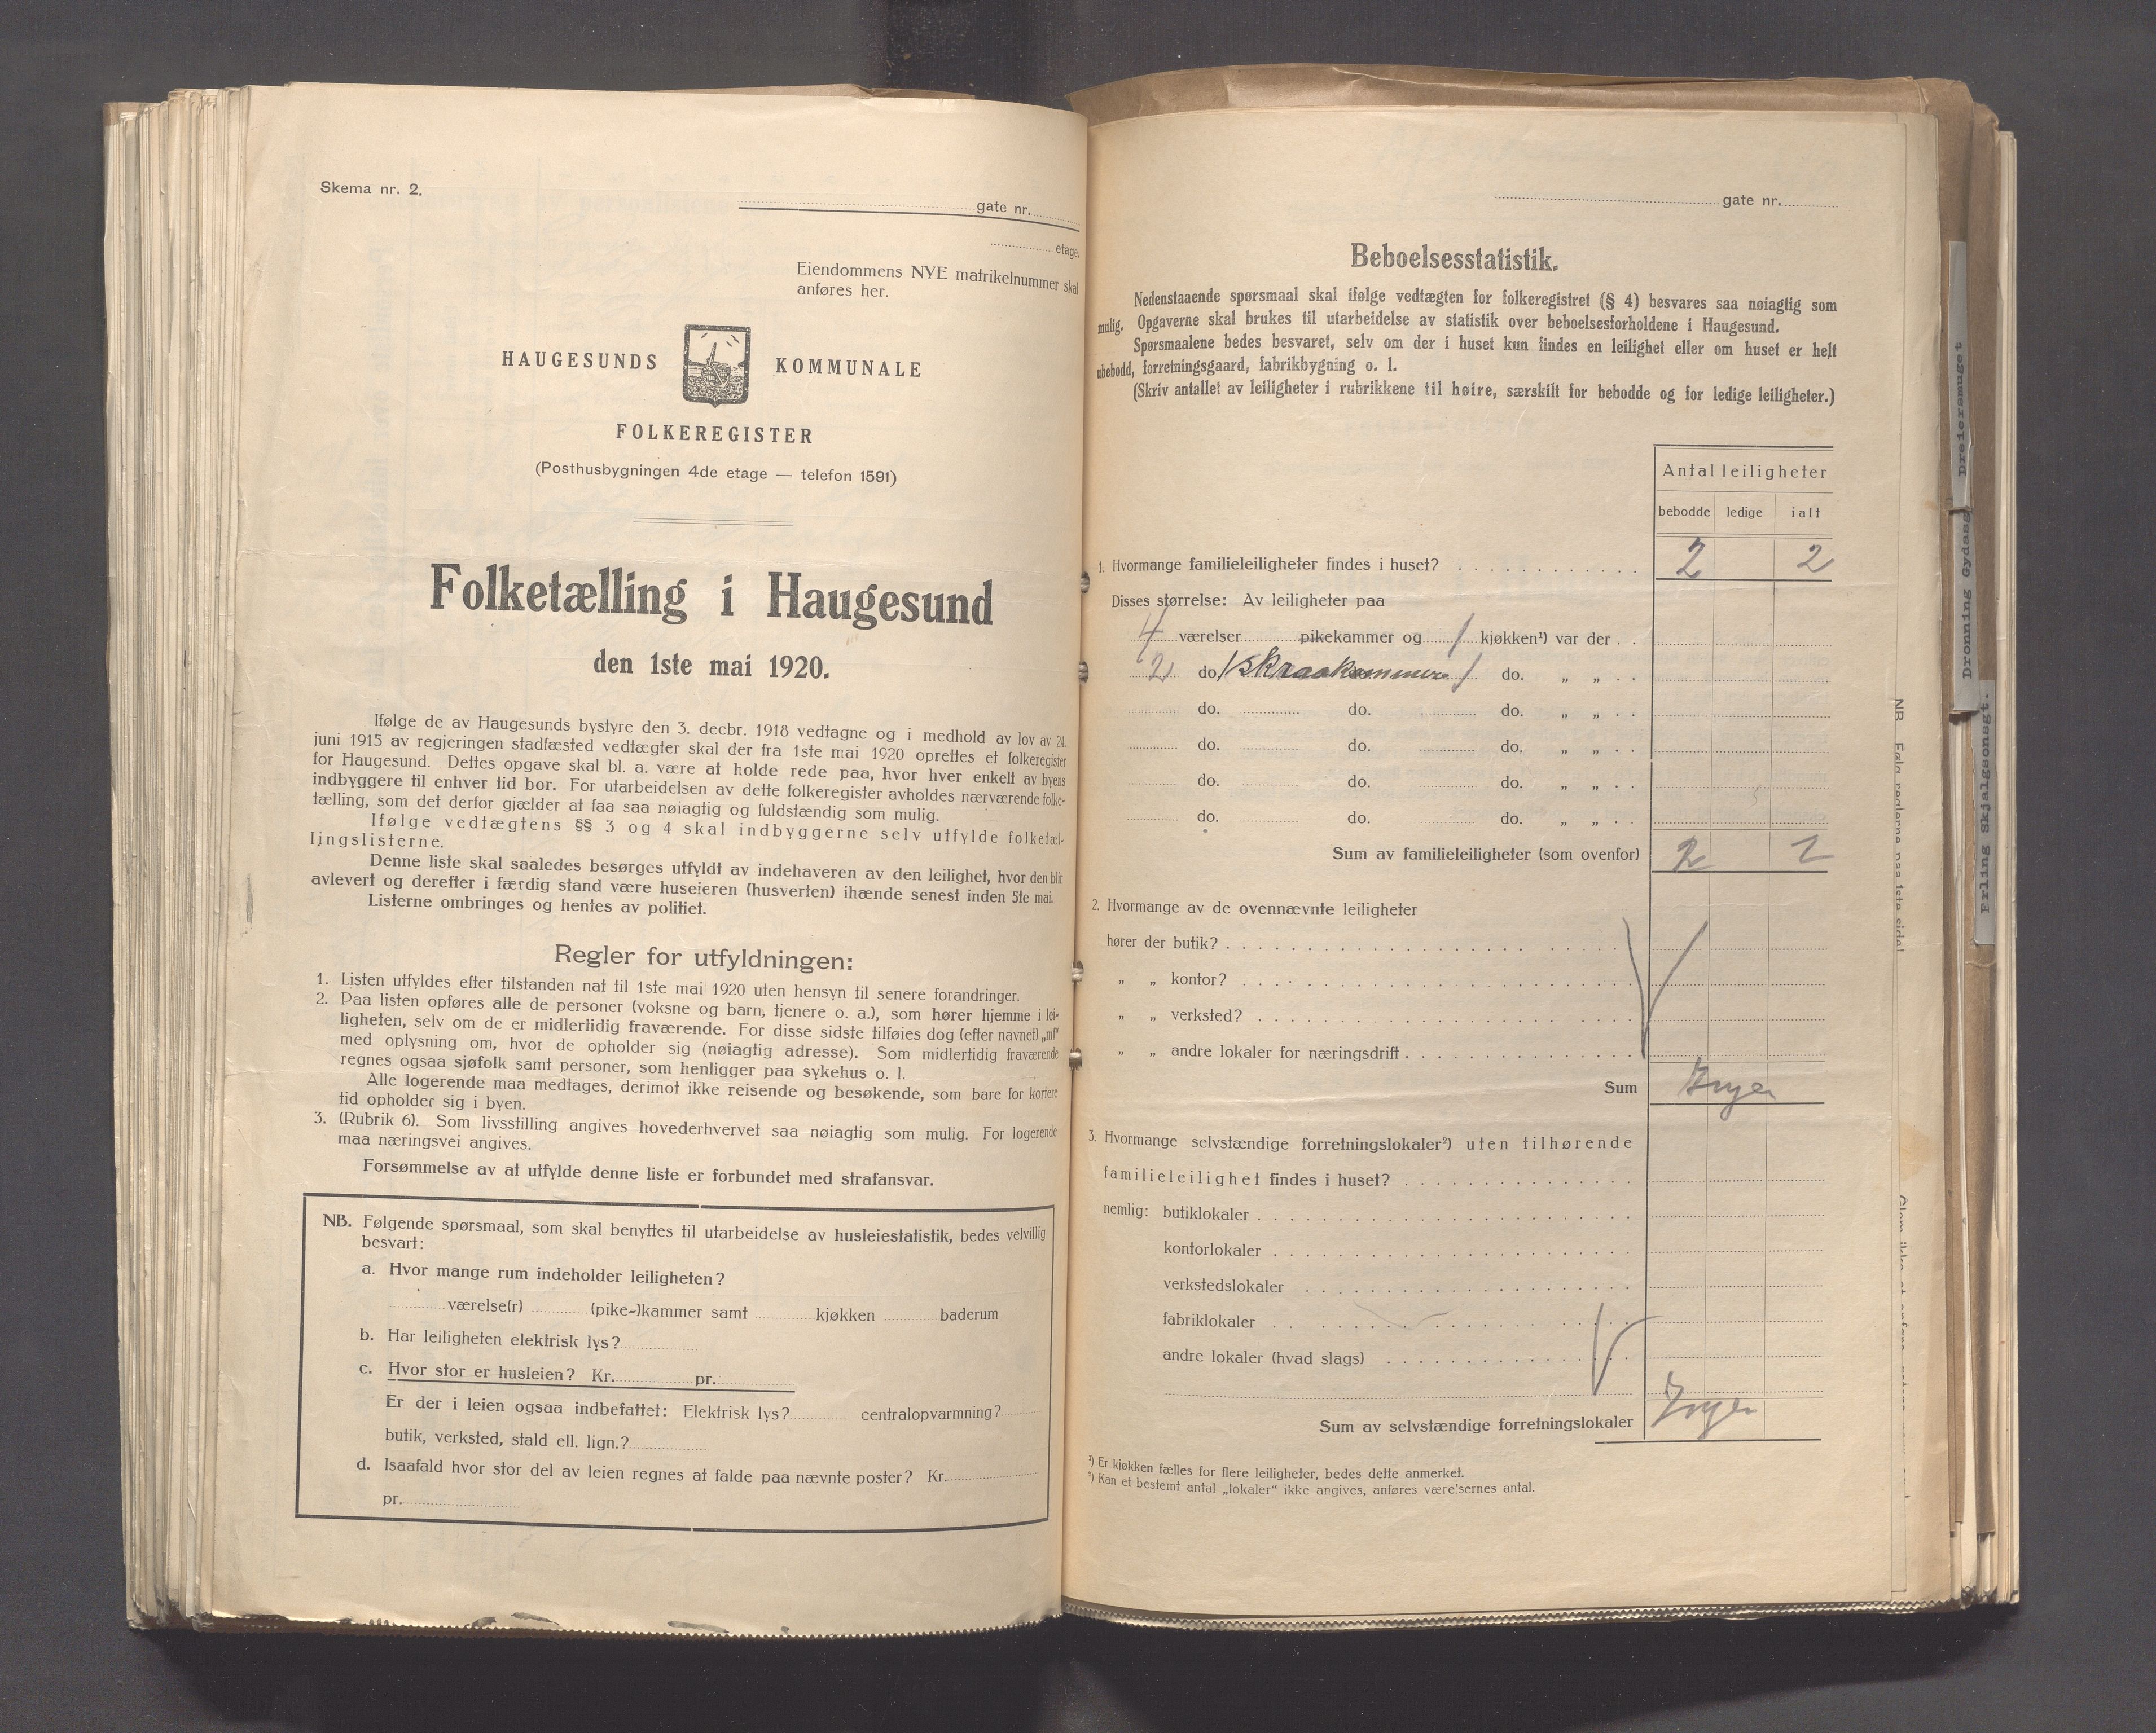 Skema nr. 2.
gate nr.
etage.
Eiendommens NYE matrikelnummer skal
anføres her.
HAUGESUNDS KOMMUNALE
FOLKEREGISTER
(Posthusbygningen 4de etage — telefon 1591)
Folketælling i Haugesund
den 1ste mai 1920.
Ifølge de av Haugesunds bystyre den 3. decbr. 1918 vedtagne og i medhold av lov av 24.
juni 1915 av regjeringen stadfæsted vedtægter skal der fra 1ste mai 1920 oprettes et folkeregister
for Haugesund. Dettes opgave skal bl. a. være at holde rede paa, hvor hver enkelt av byens
indbyggere til enhver tid bor. For utarbeidelsen av dette folkeregister avholdes nærværende folke-
tælling, som det derfor gjælder at faa saa nøiagtig og fuldstændig som mulig.
Ifølge vedtægtens §§ 3 og 4 skal indbyggerne selv utfylde folketæl-
lingslisterne.
Denne liste skal saaledes besørges utfyldt av indehaveren av den leilighet, hvor den blir
avlevert og derefter i færdig stand være huseieren (husverten) ihænde senest inden 5te mai.
Listerne ombringes og hentes av politiet.
Regler for utfyldningen:
1. Listen utfyldes efter tilstanden nat til 1ste mai 1920 uten hensyn til senere forandringer.
2. Paa listen opføres alle de personer (voksne og barn, tjenere o. a.), som hører hjemme i lei-
ligheten, selv om de er midlertidig fraværende. For disse sidste tilføies dog (efter navnet) „mf“
med oplysning om, hvor de opholder sig (nøiagtig adresse). Som midlertidig fraværende
regnes ogsaa sjøfolk samt personer, som henligger paa sykehus o. l.
Alle logerende maa medtages, derimot ikke reisende og besøkende, som bare for kortere
tid opholder sig i byen.
3. (Rubrik 6). Som livsstilling angives hovederhvervet saa nøiagtig som mulig. For logerende
maa næringsvei angives.
Forsømmelse av at utfylde denne liste er forbundet med strafansvar.
NB. Følgende spørsmaal, som skal benyttes til utarbeidelse av husleiestatistik, bedes velvillig
besvart:
a. Hvor mange rum indeholder leiligheten?
værelse(r) (pike-)kammer samt kjøkken baderum
b. Har leiligheten elektrisk lys?
c. Hvor stor er husleien? Kr. pr.
Er der i leien ogsaa indbefattet: Elektrisk lys? centralopvarmning?
butik, verksted, stald ell. lign.?
d. Isaafald hvor stor del av leien regnes at falde paa nævnte poster? Kr.
pr.
gate nr.
Beboelsesstatistik.
Nedenstaaende spørsmaal skal ifølge vedtægten for folkeregistret (§ 4) besvares saa nøiagtig som
mulig. Opgaverne skal brukes til utarbeidelse av statistik over beboelsesforholdene i Haugesund.
Spørsmaalene bedes besvaret, selv om der i huset kun findes en leilighet eller om huset er helt
ubebodd, forretningsgaard, fabrikbygning o. l.
(Skriv antallet av leiligheter i rubrikkene til høire, særskilt for bebodde og for ledige leiligheter.)
Antal leiligheter
bebodde ledige ialt
1. Hvormange familieleiligheter findes i huset? 2 2
Disses størrelse: Av leiligheter paa
4 værelser pikekammer og 1 kjøkken¹) var der
2 do. 1 skraakammer 1 do. „ „
do. do. do. „ „
do. do. do. „ „
do. do. do. „ „
do. do. do. „ „
Sum av familieleiligheter (som ovenfor) 2 2
2. Hvormange av de ovennævnte leiligheter
hører der butik?
„ „ kontor?
„ „ verksted?
„ „ andre lokaler for næringsdrift
Sum Ingen
3. Hvormange selvstændige forretningslokaler²) uten tilhørende
familieleilighet findes i huset?
nemlig: butiklokaler
kontorlokaler
verkstedslokaler
fabriklokaler
andre lokaler (hvad slags)
Sum av selvstændige forretningslokaler Ingen
¹) Er kjøkken fælles for flere leiligheter, bedes dette anmerket.
²) Kan et bestemt antal „lokaler“ ikke angives, anføres værelsernes antal.
Dreiersmuget
Dronning Gydasgt.
Erling Skjalgsonsgt.